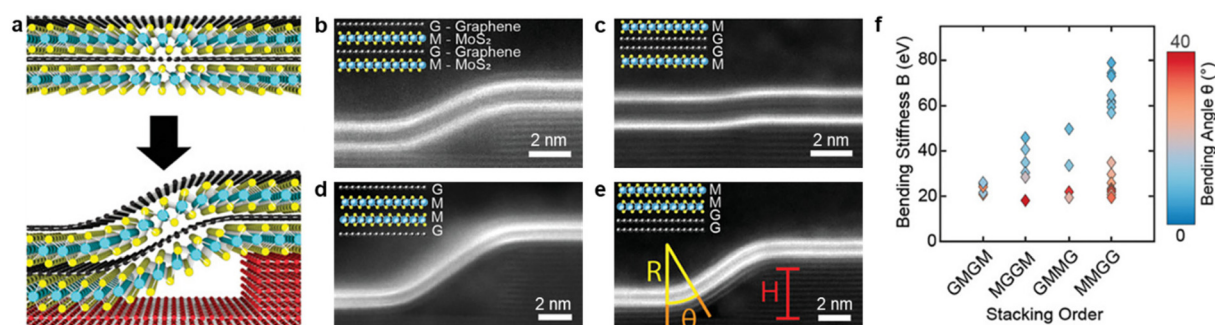 a
b
G - Graphene
M - MoS₂
G - Graphene
M - MoS₂
2 nm
c
M
G
G
M
2 nm
d
G
M
M
G
2 nm
e
M
M
G
G
R
θ
H
2 nm
f
Bending Stiffness B (eV)
80
60
40
20
0
GMGM
MGGM
GMMG
MMGG
Stacking Order
40
0
Bending Angle θ (°)